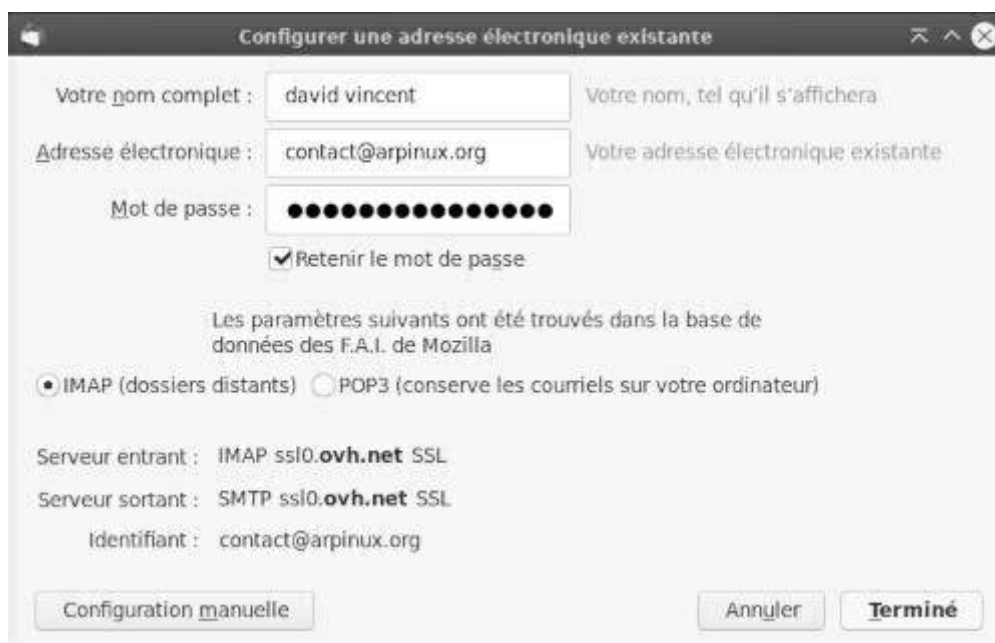 Configurer une adresse électronique existante
Votre nom complet : david vincent Votre nom, tel qu'il s'affichera
Adresse électronique : contact@arpinux.org Votre adresse électronique existante
Mot de passe : ●●●●●●●●●●●●●●●
Retenir le mot de passe
Les paramètres suivants ont été trouvés dans la base de
données des F.A.I. de Mozilla
IMAP (dossiers distants) POP3 (conserve les courriels sur votre ordinateur)
Serveur entrant : IMAP ssl0.ovh.net SSL
Serveur sortant : SMTP ssl0.ovh.net SSL
Identifiant : contact@arpinux.org
Configuration manuelle Annuler Terminé